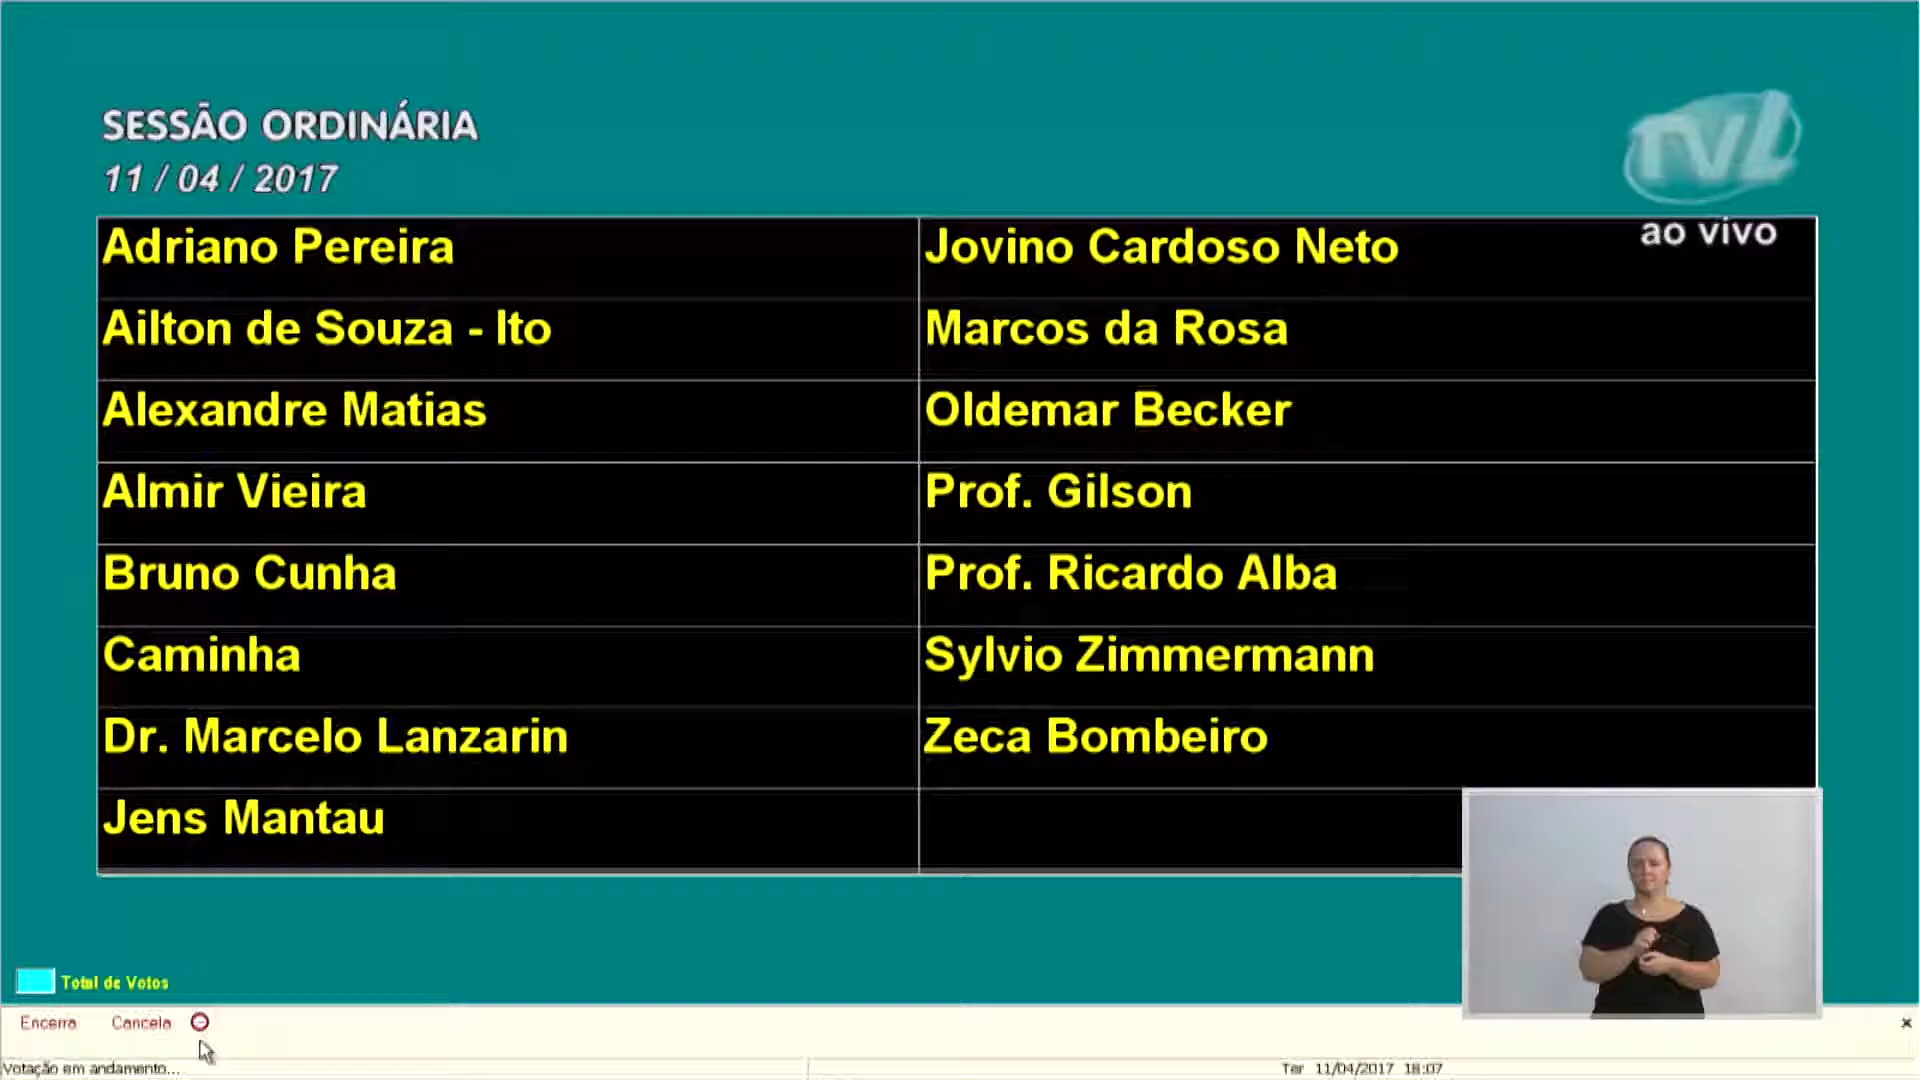 SESSÃO ORDINÁRIA
11 / 04 / 2017
TVL
ao vivo
Adriano Pereira
Ailton de Souza - Ito
Alexandre Matias
Almir Vieira
Bruno Cunha
Caminha
Dr. Marcelo Lanzarin
Jens Mantau
Jovino Cardoso Neto
Marcos da Rosa
Oldemar Becker
Prof. Gilson
Prof. Ricardo Alba
Sylvio Zimmermann
Zeca Bombeiro
Total de Votos
Encerra Cancela
Votação em andamento...
Ter 11/04/2017 18:07